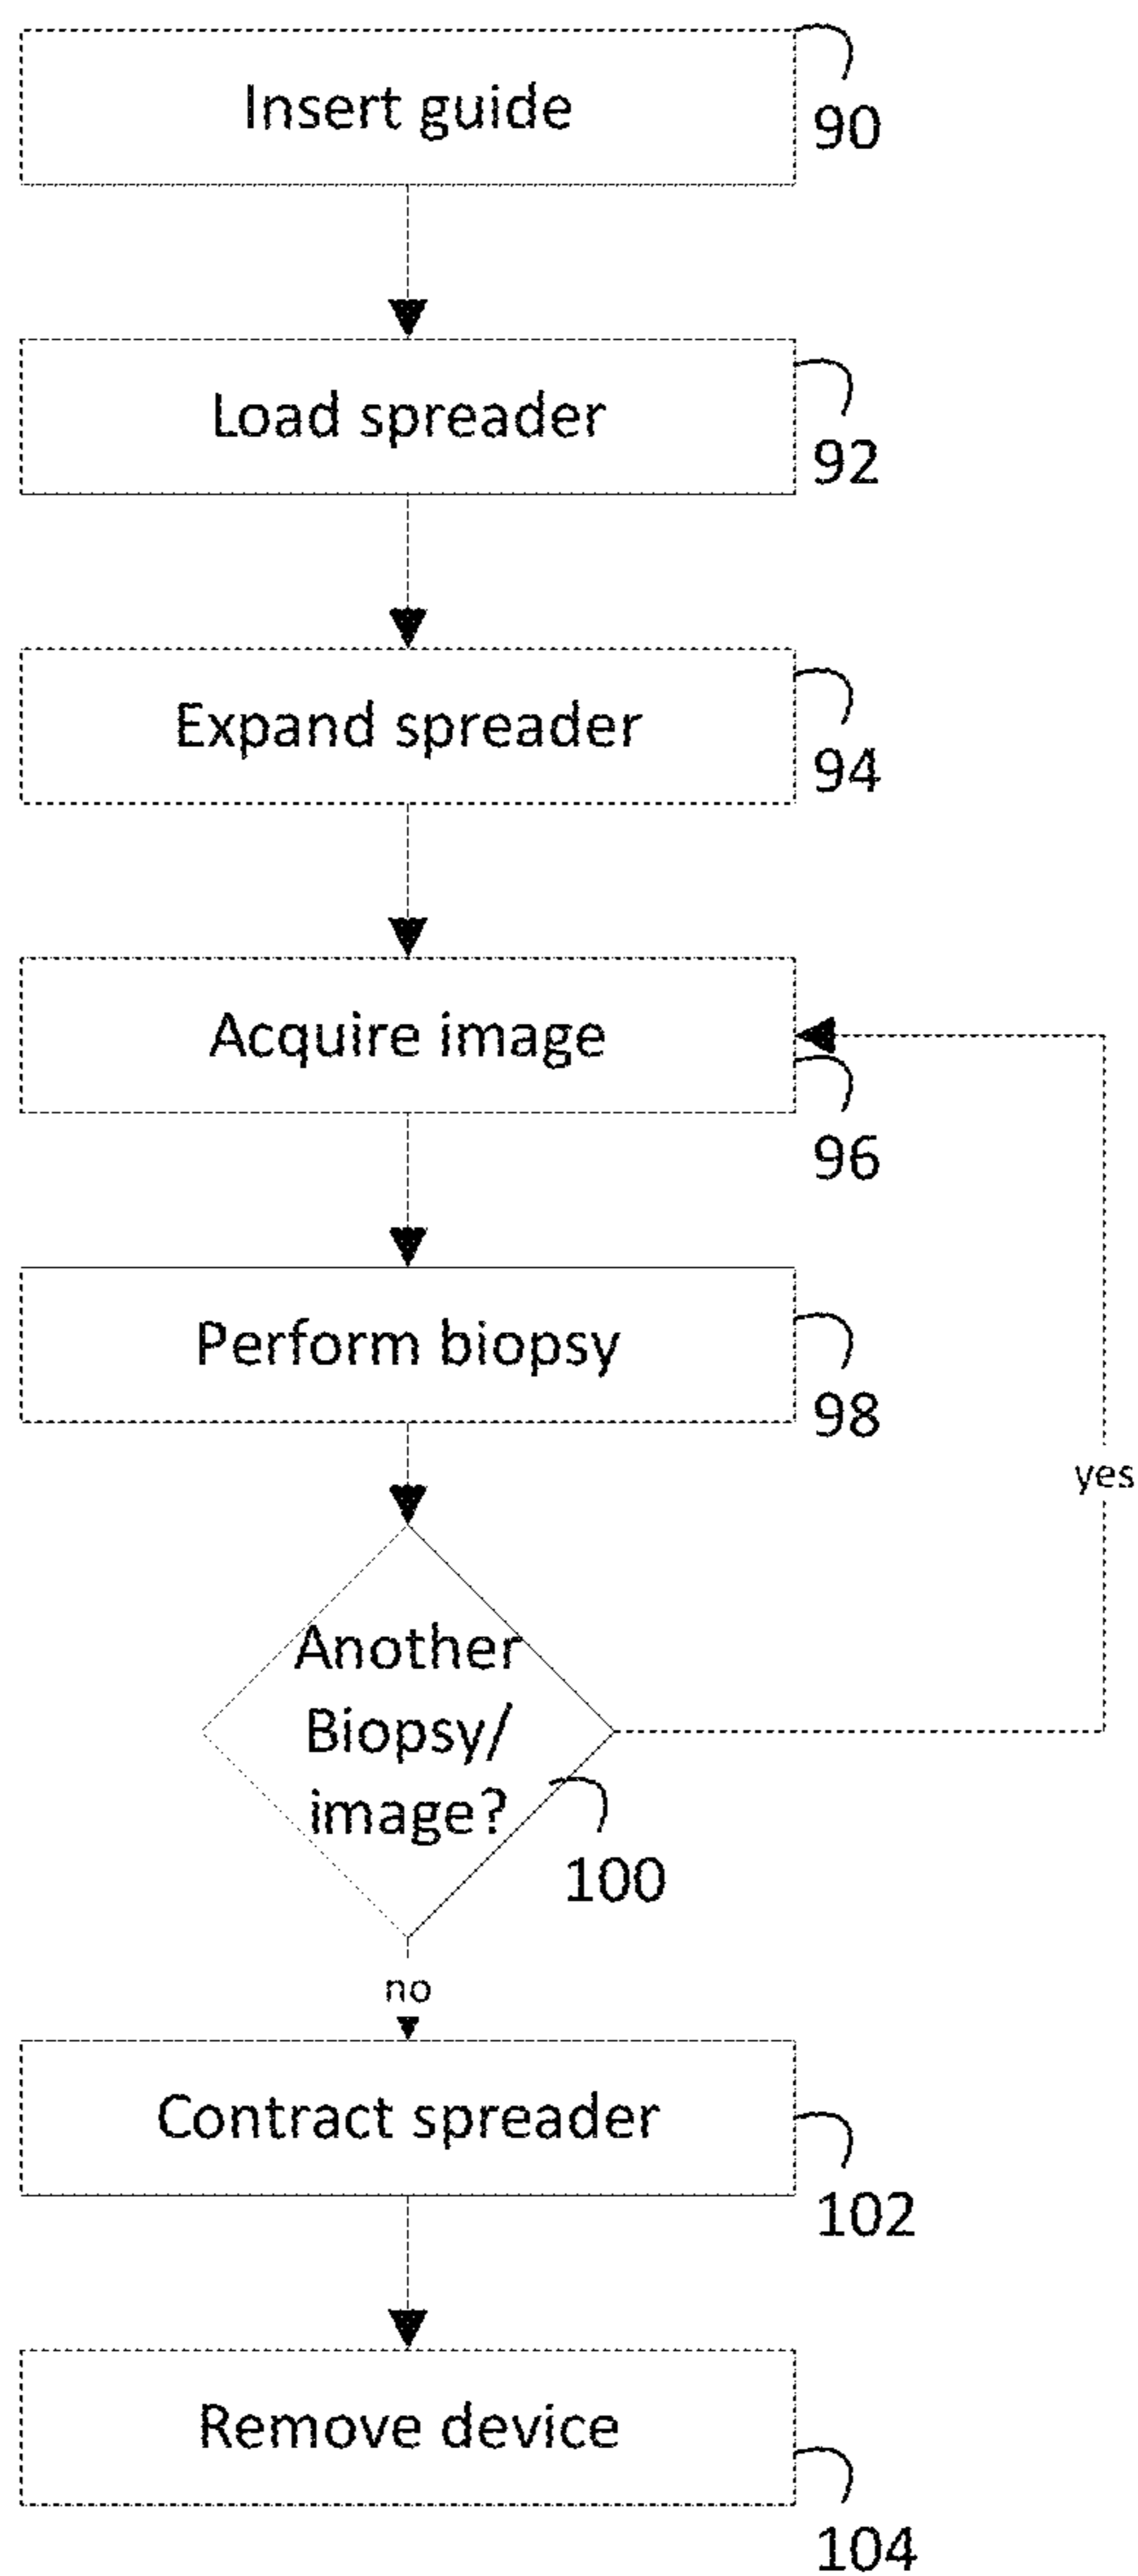 Insert guide
90
Load spreader
92
Expand spreader
94
Acquire image
96
Perform biopsy
98
yes
Another
Biopsy/
image?
100
no
Contract spreader
102
Remove device
104